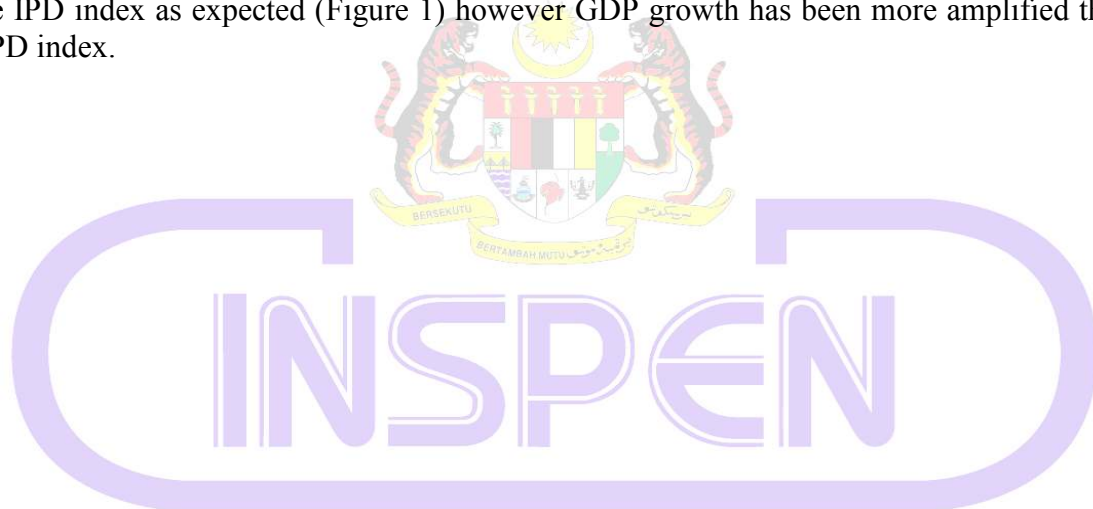 e IPD index as expected (Figure 1) however GDP growth has been more amplified th
PD index.
BERSEKUTU
BERTAMBAH MUTU
INSPEN